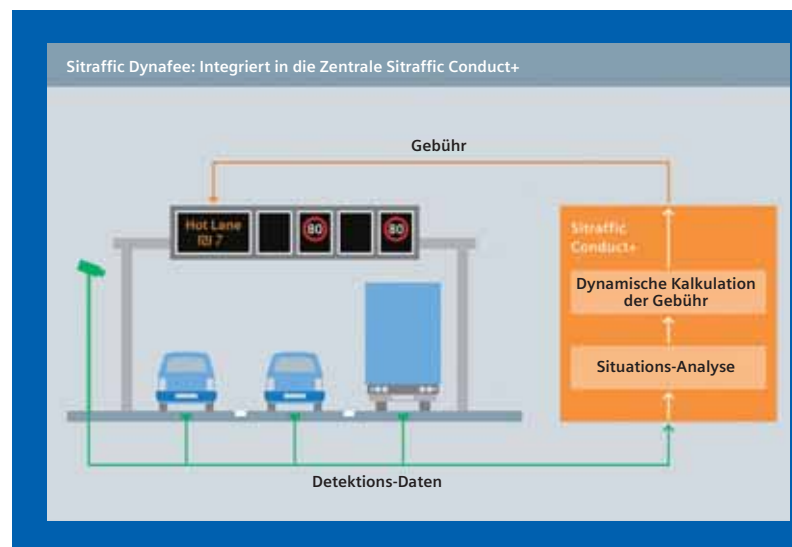 Sitraffic Dynafee: Integriert in die Zentrale Sitraffic Conduct+
Gebühr
Hot Lane
₪ 7
80
80
Sitraffic
Conduct+
Dynamische Kalkulation
der Gebühr
Situations-Analyse
Detektions-Daten